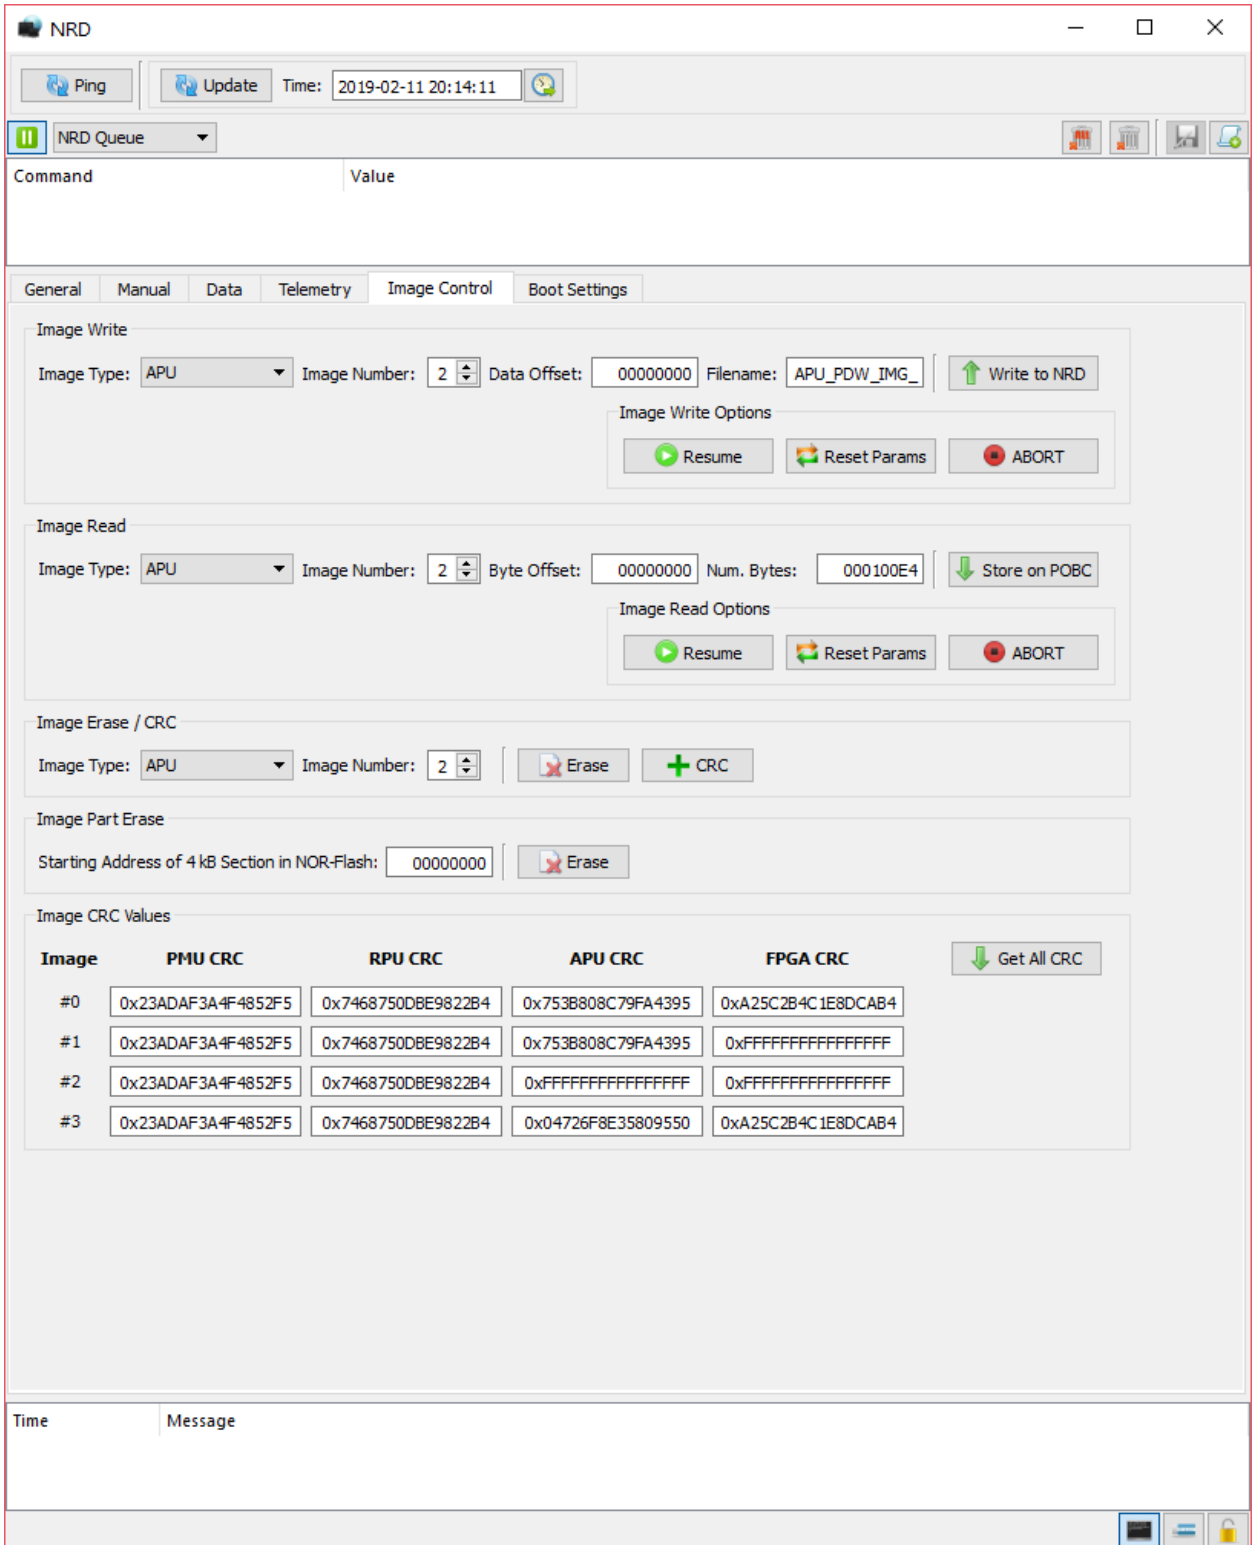 NRD
Ping Update Time: 2019-02-11 20:14:11
NRD Queue
Command Value
General Manual Data Telemetry Image Control Boot Settings
Image Write
Image Type: APU Image Number: 2 Data Offset: 00000000 Filename: APU_PDW_IMG_ Write to NRD
Image Write Options
Resume Reset Params ABORT
Image Read
Image Type: APU Image Number: 2 Byte Offset: 00000000 Num. Bytes: 000100E4 Store on POBC
Image Read Options
Resume Reset Params ABORT
Image Erase / CRC
Image Type: APU Image Number: 2 Erase CRC
Image Part Erase
Starting Address of 4 kB Section in NOR-Flash: 00000000 Erase
Image CRC Values
Image PMU CRC RPU CRC APU CRC FPGA CRC Get All CRC
#0 0x23ADAF3A4F4852F5 0x7468750DBE9822B4 0x753B808C79FA4395 0xA25C2B4C1E8DCAB4
#1 0x23ADAF3A4F4852F5 0x7468750DBE9822B4 0x753B808C79FA4395 0xFFFFFFFFFFFFFFFF
#2 0x23ADAF3A4F4852F5 0x7468750DBE9822B4 0xFFFFFFFFFFFFFFFF 0xFFFFFFFFFFFFFFFF
#3 0x23ADAF3A4F4852F5 0x7468750DBE9822B4 0x04726F8E35809550 0xA25C2B4C1E8DCAB4
Time Message